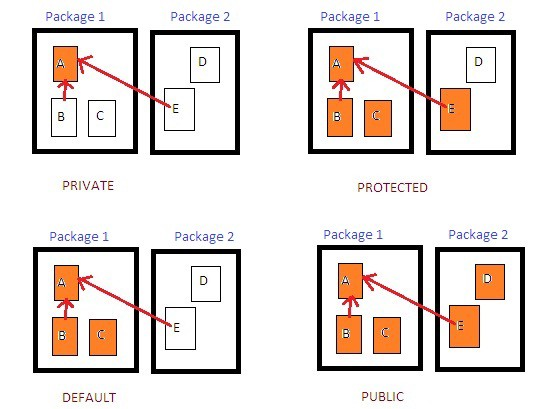 Package 1
Package 2
A
D
B
C
E
PRIVATE
Package 1
Package 2
A
D
B
C
E
PROTECTED
Package 1
Package 2
A
D
B
C
E
DEFAULT
Package 1
Package 2
A
D
B
C
E
PUBLIC